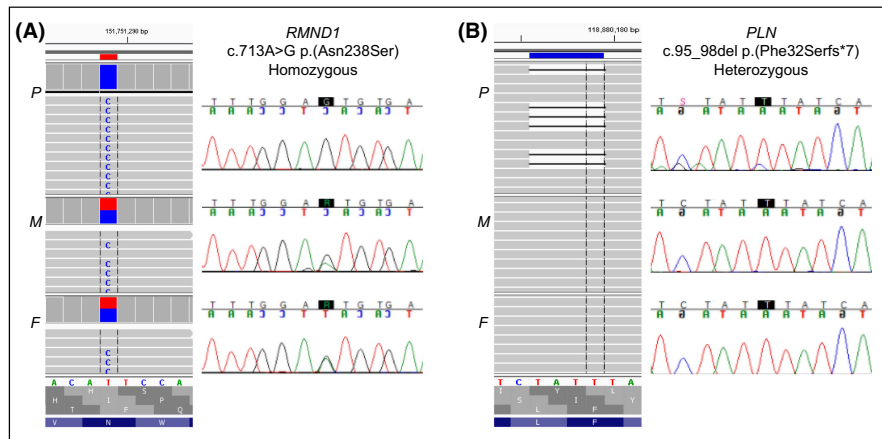 (A)
151,751,290 bp
RMND1
c.713A>G p.(Asn238Ser)
Homozygous
P
C
C
C
C
C
C
C
C
C
C
T T T G G A G T G T G A
A A A C C T C A C A C T
M
C
C
C
C
T T T G G A R T G T G A
A A A C C T C A C A C T
F
C
C
C
T T T G G A R T G T G A
A A A C C T T A C A C T
A C A T T C C A
H S
H I P
T F Q
V N W
(B)
118,880,180 bp
PLN
c.95_98del p.(Phe32Serfs*7)
Heterozygous
P
T S T A T T T A T C A
A G A T A A A T A G T
M
T C T A T T T A T C A
A G A T A A A T A G T
F
T C T A T T T A T C A
A G A T A A A T A G T
T C T A T T T A
I Y L
S I Y
L F
L F